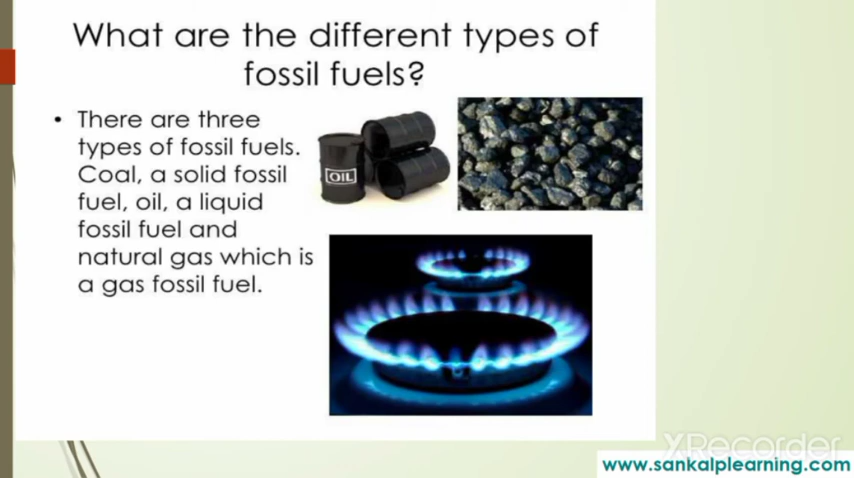 What are the different types of
fossil fuels?
• There are three
types of fossil fuels.
Coal, a solid fossil
fuel, oil, a liquid
fossil fuel and
natural gas which is
a gas fossil fuel.
OIL
XRecorder
www.sankalplearning.com